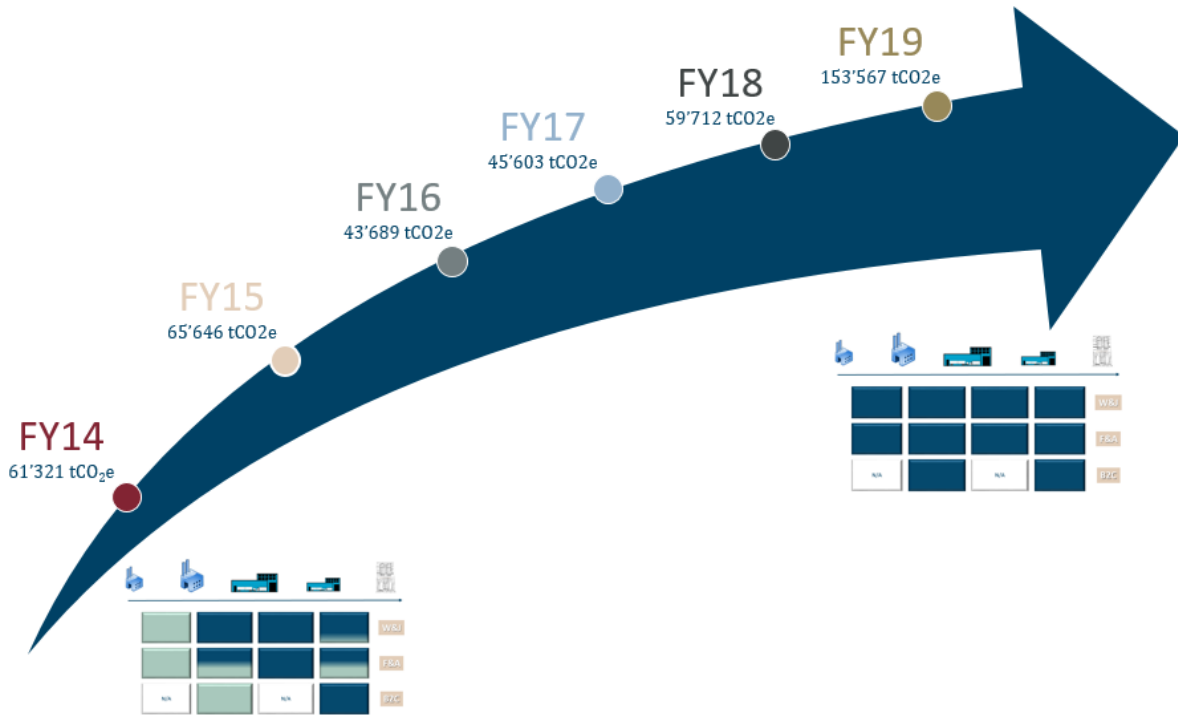 FY19
153'567 tCO2e
FY18
59'712 tCO2e
FY17
45'603 tCO2e
FY16
43'689 tCO2e
FY15
65'646 tCO2e
FY14
61'321 tCO₂e
W&J
F&A
N/A
N/A
B2C
W&J
F&A
N/A
N/A
B2C